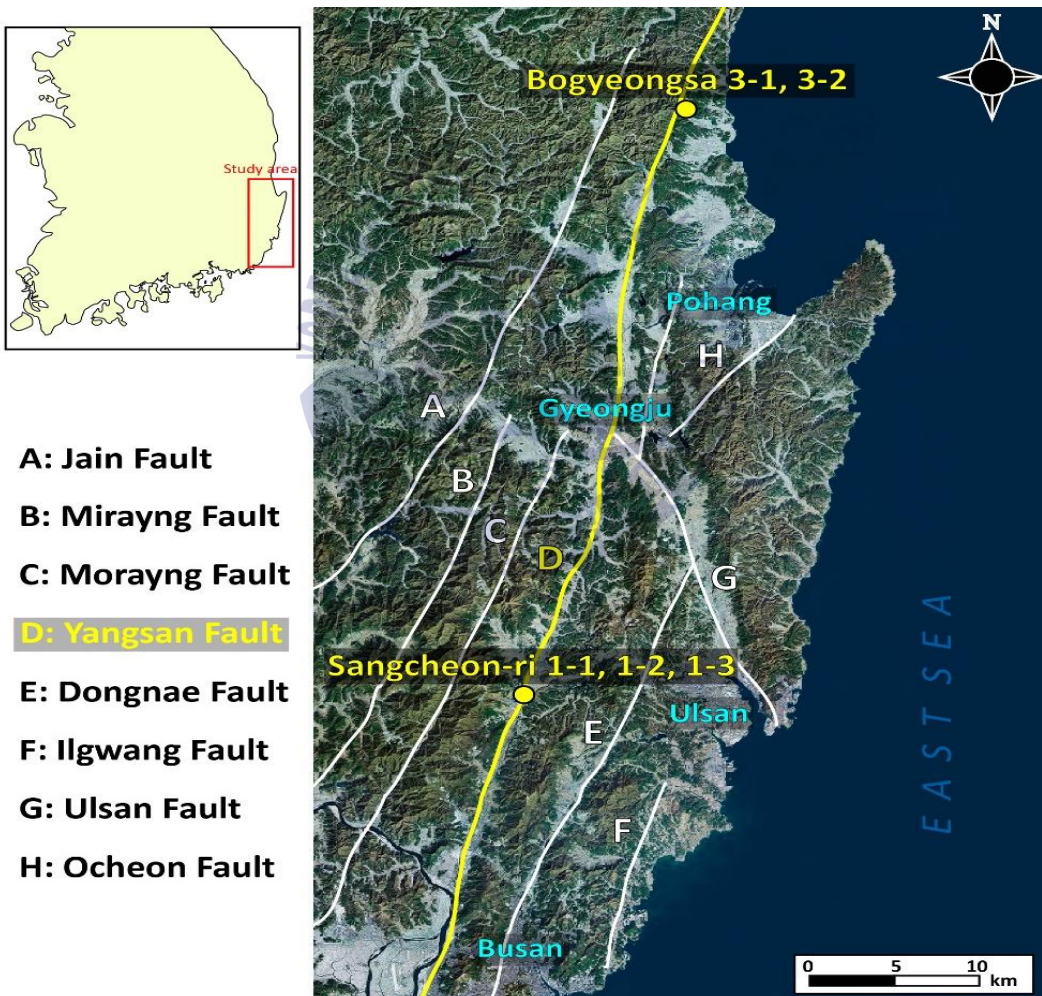 Study area
N
Bogyeongsa 3-1, 3-2
Pohang
H
A
Gyeongju
B
C
D
G
Sangcheon-ri 1-1, 1-2, 1-3
Ulsan
E
F
Busan
EAST SEA
0 5 10
km
A: Jain Fault
B: Mirayng Fault
C: Morayng Fault
D: Yangsan Fault
E: Dongnae Fault
F: Ilgwang Fault
G: Ulsan Fault
H: Ocheon Fault